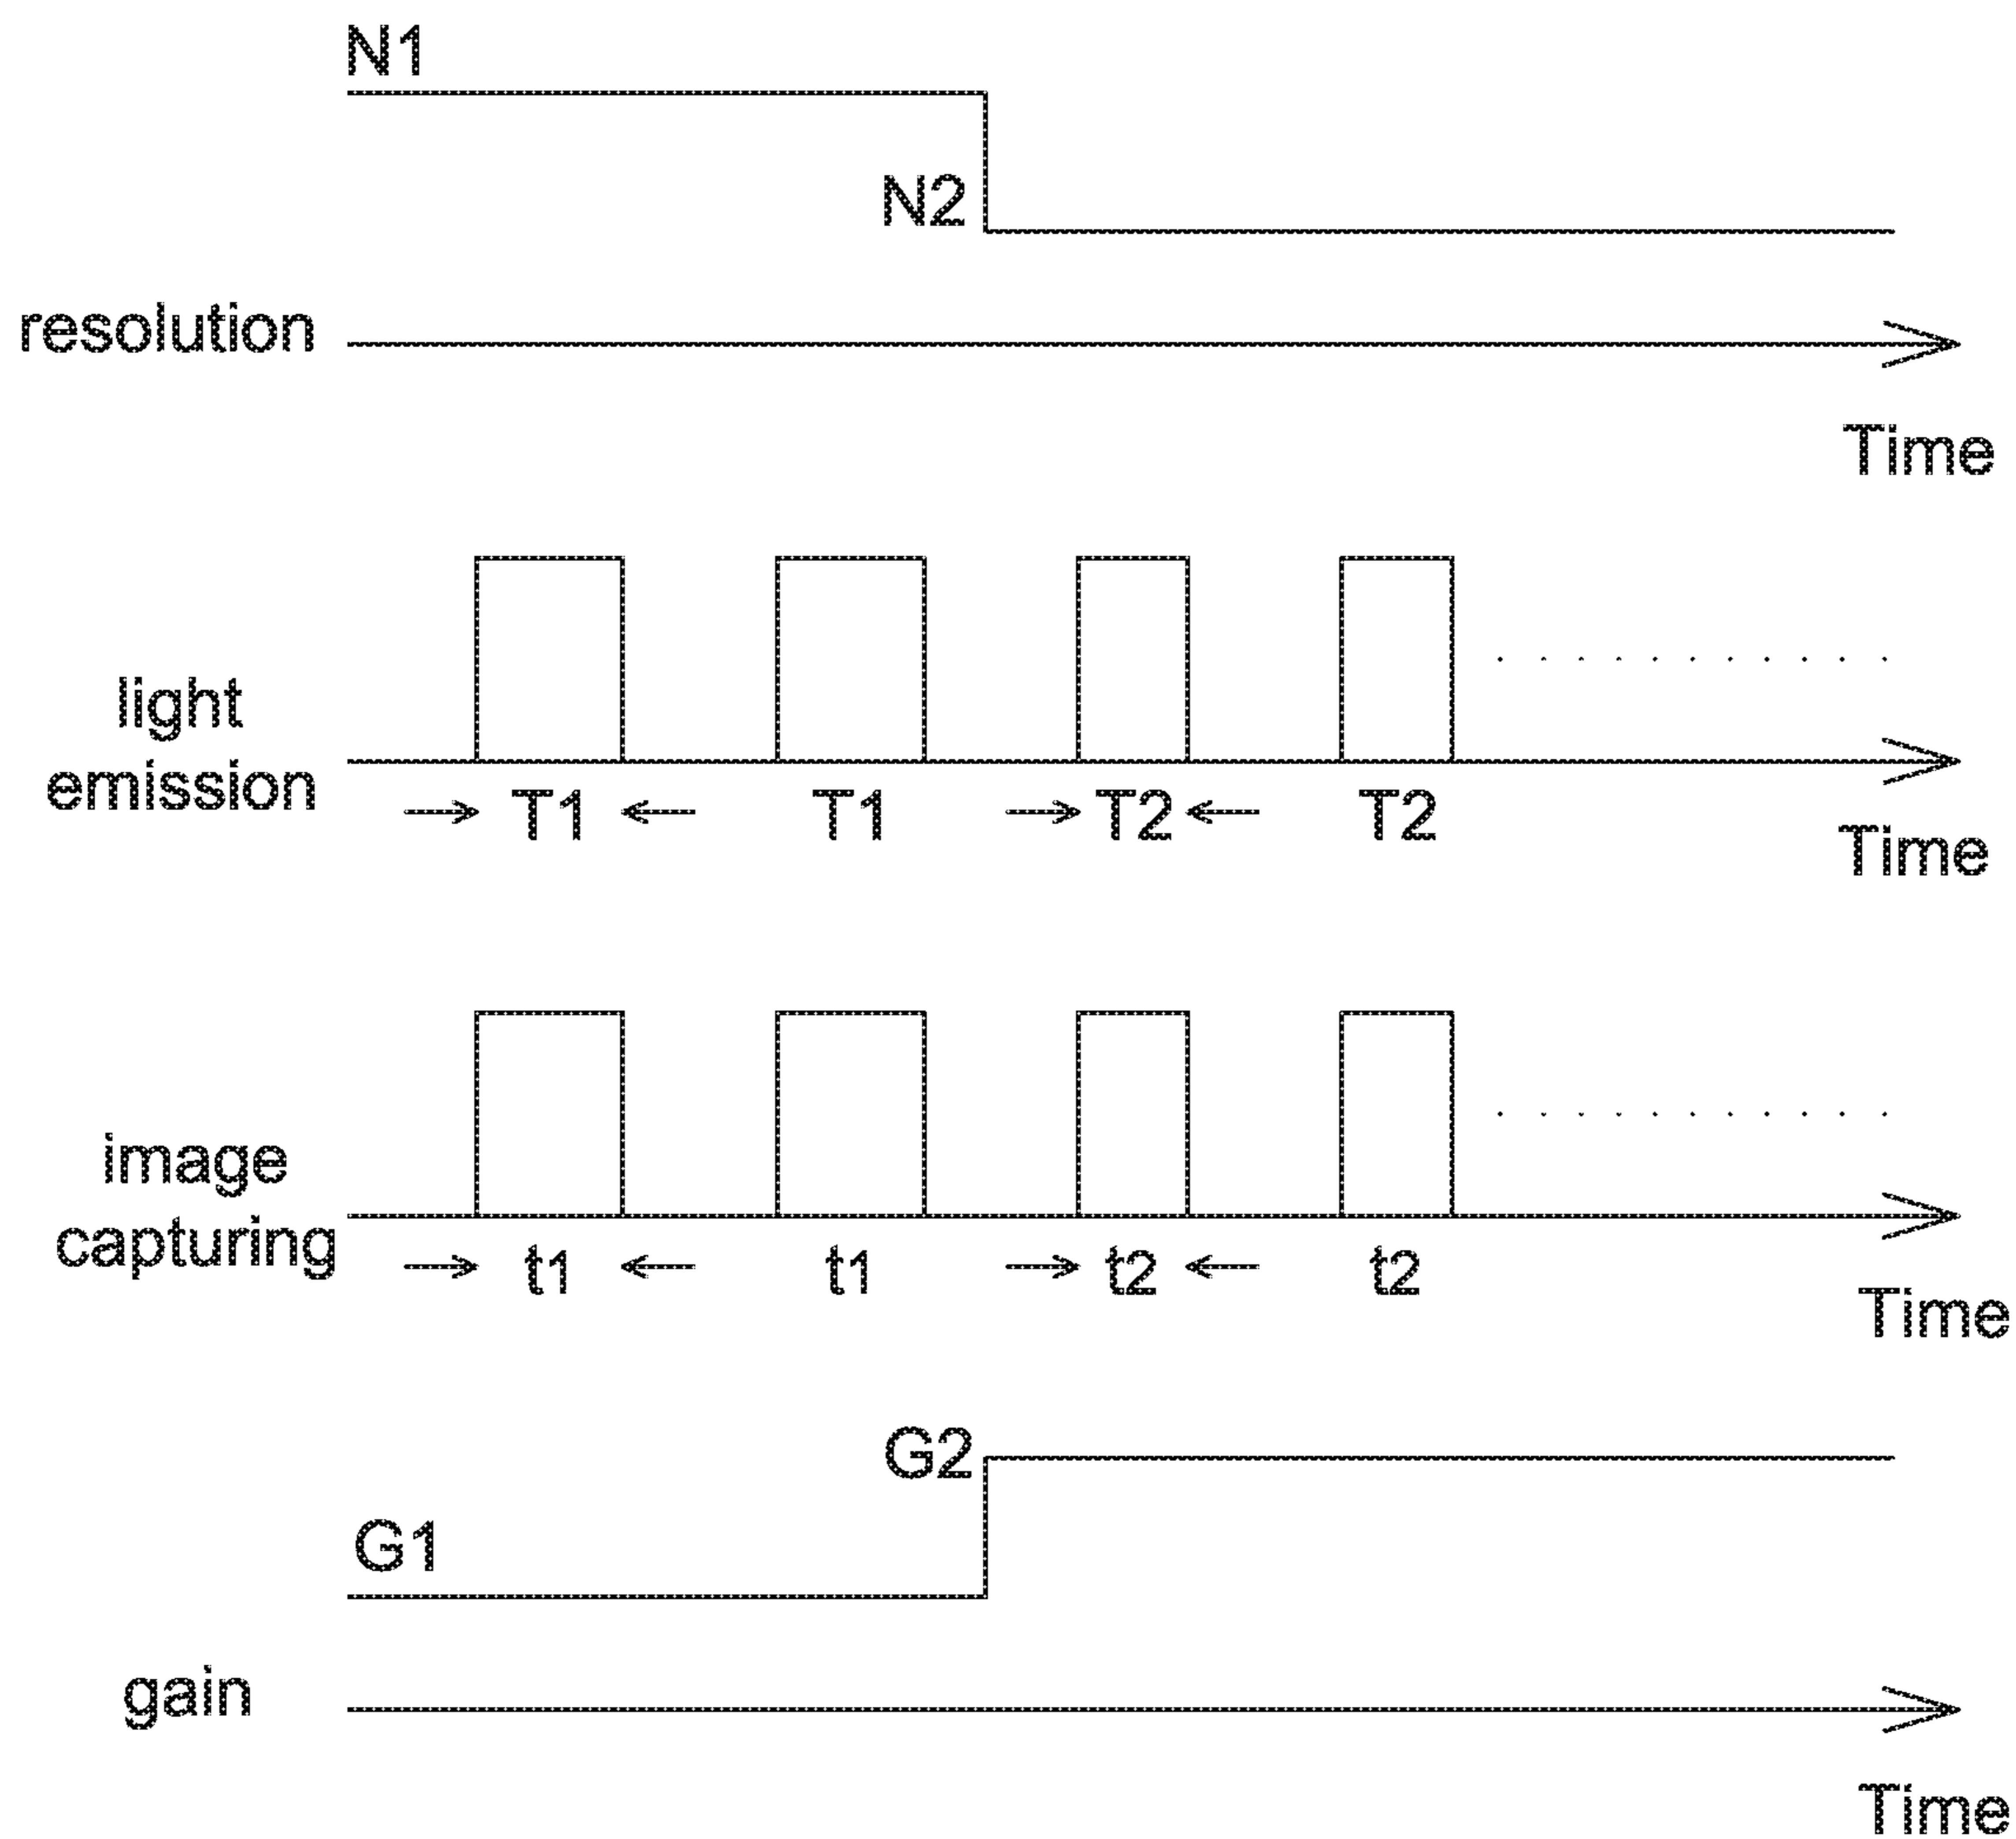 N1
N2
resolution
Time
light
emission
T1 T1 T2 T2
Time
image
capturing
t1 t1 t2 t2
Time
G2
G1
gain
Time